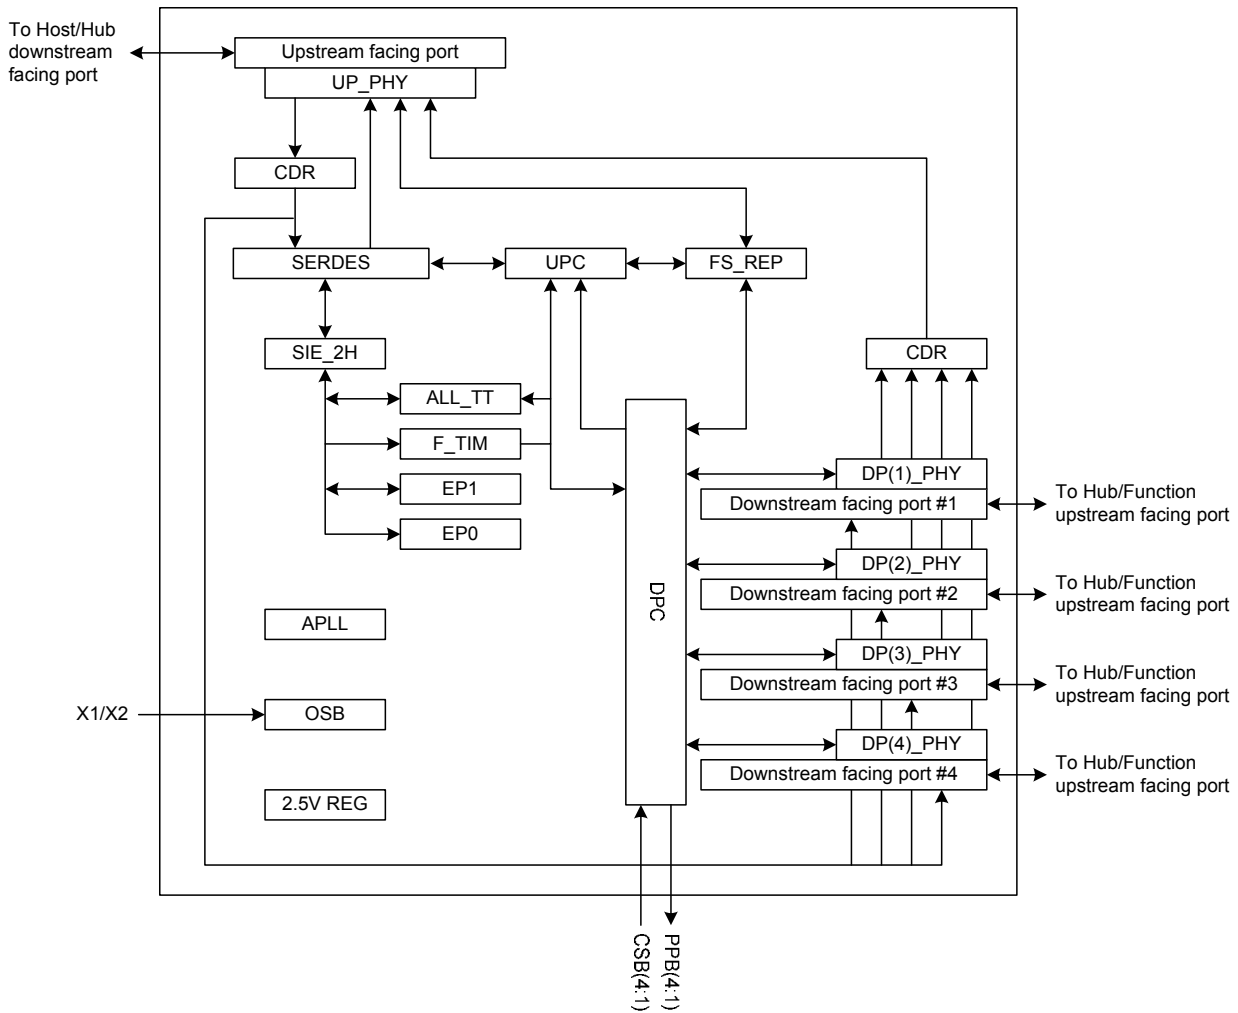 To Host/Hub
downstream
facing port
Upstream facing port
UP_PHY
CDR
SERDES
UPC
FS_REP
SIE_2H
CDR
ALL_TT
F_TIM
EP1
EP0
DPC
DP(1)_PHY
Downstream facing port #1
To Hub/Function
upstream facing port
DP(2)_PHY
Downstream facing port #2
To Hub/Function
upstream facing port
APLL
DP(3)_PHY
Downstream facing port #3
To Hub/Function
upstream facing port
X1/X2
OSB
DP(4)_PHY
Downstream facing port #4
To Hub/Function
upstream facing port
2.5V REG
CSB(4:1)
PPB(4:1)